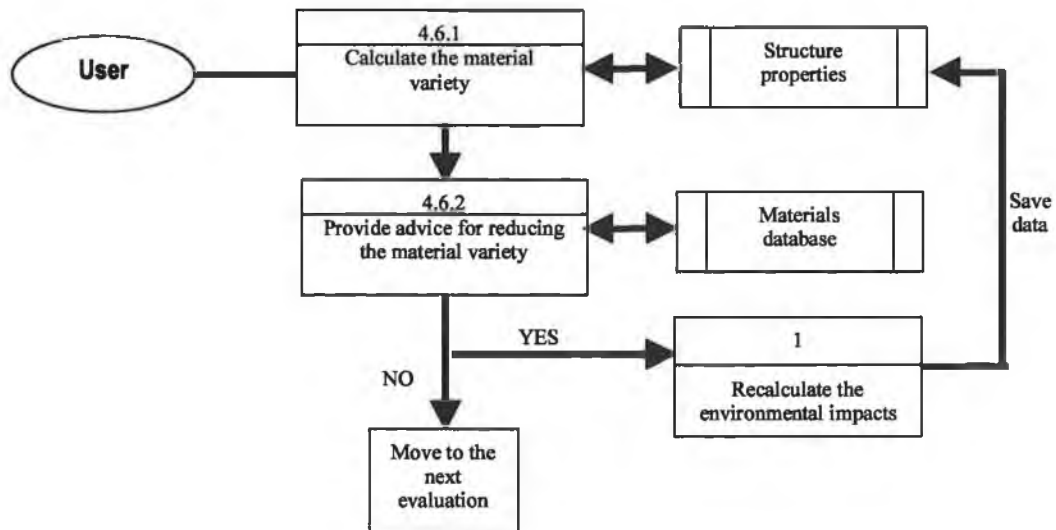 User
4.6.1
Calculate the material
variety
Structure
properties
4.6.2
Provide advice for reducing
the material variety
Materials
database
Save
data
YES
NO
1
Recalculate the
environmental impacts
Move to the
next
evaluation